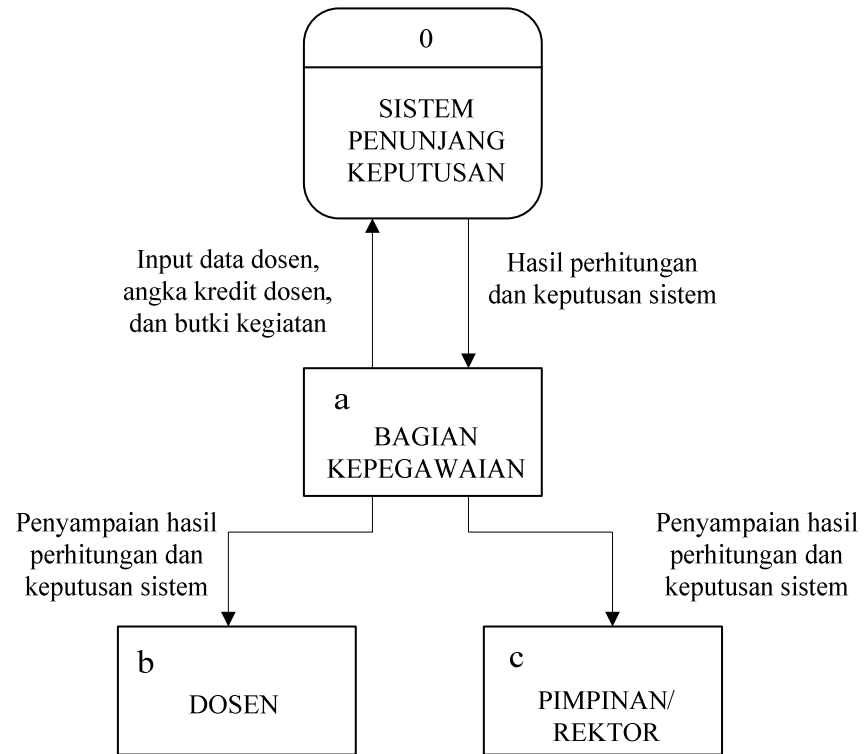 0
SISTEM
PENUNJANG
KEPUTUSAN
Input data dosen,
angka kredit dosen,
dan butki kegiatan
Hasil perhitungan
dan keputusan sistem
a
BAGIAN
KEPEGAWAIAN
Penyampaian hasil
perhitungan dan
keputusan sistem
Penyampaian hasil
perhitungan dan
keputusan sistem
b
DOSEN
c
PIMPINAN/
REKTOR